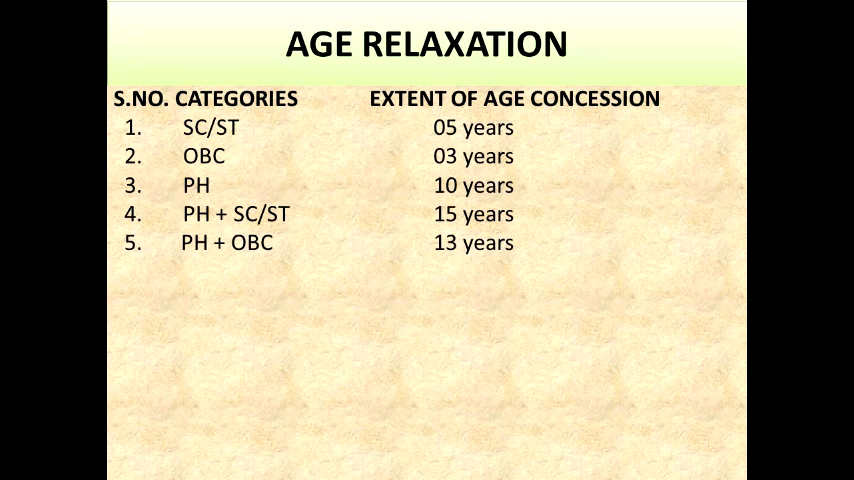 AGE RELAXATION
S.NO. CATEGORIES EXTENT OF AGE CONCESSION
1. SC/ST 05 years
2. OBC 03 years
3. PH 10 years
4. PH + SC/ST 15 years
5. PH + OBC 13 years